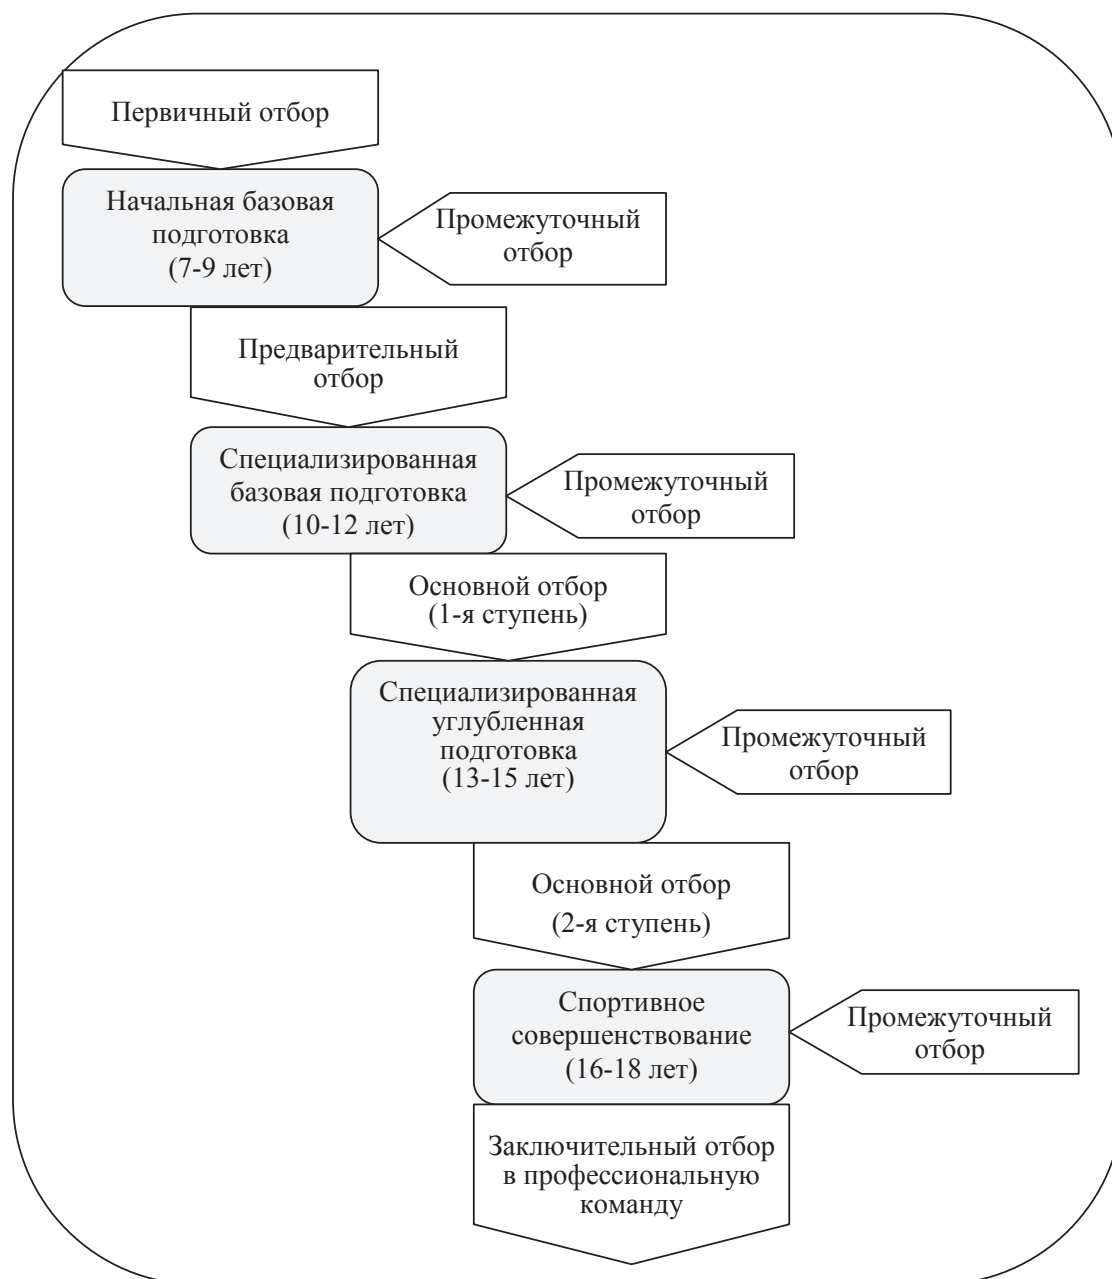 Первичный отбор
Начальная базовая
подготовка
(7-9 лет)
Промежуточный
отбор
Предварительный
отбор
Специализированная
базовая подготовка
(10-12 лет)
Промежуточный
отбор
Основной отбор
(1-я ступень)
Специализированная
углубленная
подготовка
(13-15 лет)
Промежуточный
отбор
Основной отбор
(2-я ступень)
Спортивное
совершенствование
(16-18 лет)
Промежуточный
отбор
Заключительный отбор
в профессиональную
команду